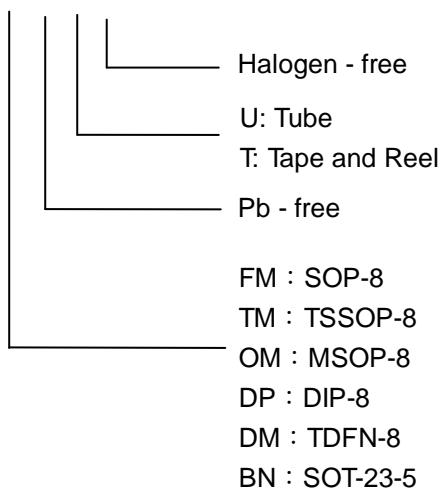 Halogen - free
U: Tube
T: Tape and Reel
Pb - free
FM：SOP-8
TM：TSSOP-8
OM：MSOP-8
DP：DIP-8
DM：TDFN-8
BN：SOT-23-5